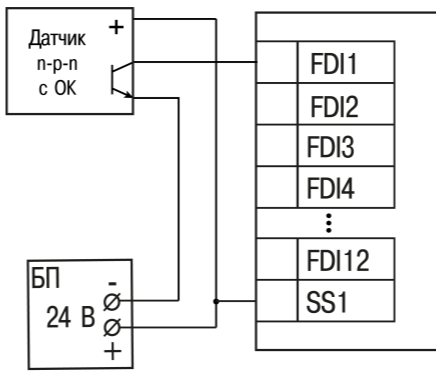 Датчик
n-p-n
с ОК
+
БП
24 В
-
+
FDI1
FDI2
FDI3
FDI4
⋮
FDI12
SS1